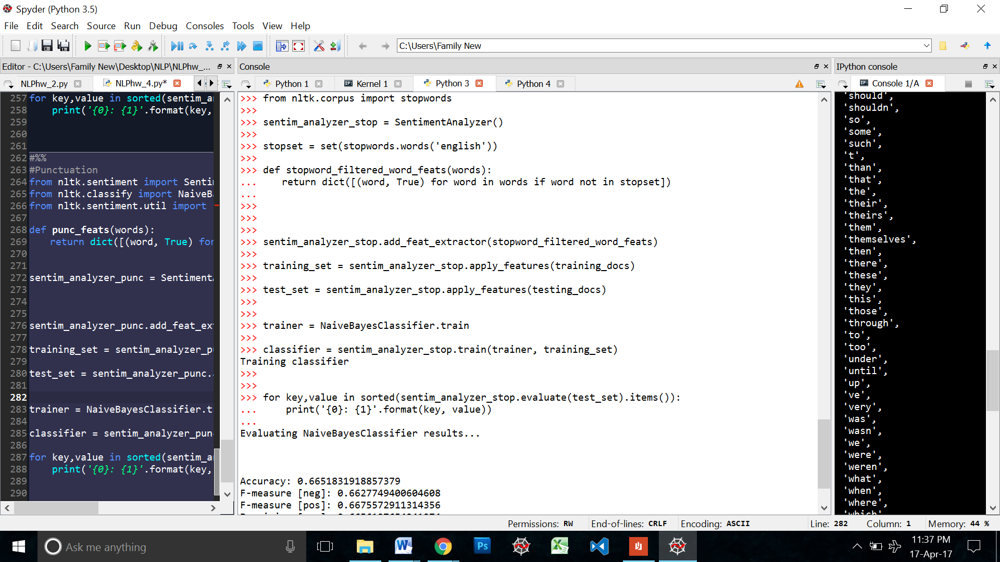 Spyder (Python 3.5)
File Edit Search Source Run Debug Consoles Tools View Help
C:\Users\Family New
Editor - C:\Users\Family New\Desktop\NLP\NLPhw_...
NLPhw_2.py
NLPhw_4.py*
257 for key,value in sorted(sentim_a
258     print('{0}: {1}'.format(key,
259
260
261
262 #%%
263 #Punctuation
264 from nltk.sentiment import Senti
265 from nltk.classify import NaiveB
266 from nltk.sentiment.util import
267
268 def punc_feats(words):
269     return dict([(word, True) for
270
271
272 sentim_analyzer_punc = Sentiment
273
274
275
276 sentim_analyzer_punc.add_feat_ex
277
278 training_set = sentim_analyzer_p
279
280 test_set = sentim_analyzer_punc.
281
282
283 trainer = NaiveBayesClassifier.t
284
285 classifier = sentim_analyzer_pun
286
287 for key,value in sorted(sentim_a
288     print('{0}: {1}'.format(key,
289
290
Console
Python 1
IP: Kernel 1
Python 3
Python 4
>>> from nltk.corpus import stopwords
>>>
>>> sentim_analyzer_stop = SentimentAnalyzer()
>>>
>>> stopset = set(stopwords.words('english'))
>>>
>>> def stopword_filtered_word_feats(words):
...     return dict([(word, True) for word in words if word not in stopset])
...
>>>
>>>
>>>
>>> sentim_analyzer_stop.add_feat_extractor(stopword_filtered_word_feats)
>>>
>>> training_set = sentim_analyzer_stop.apply_features(training_docs)
>>>
>>> test_set = sentim_analyzer_stop.apply_features(testing_docs)
>>>
>>>
>>> trainer = NaiveBayesClassifier.train
>>>
>>> classifier = sentim_analyzer_stop.train(trainer, training_set)
Training classifier
>>>
>>>
>>> for key,value in sorted(sentim_analyzer_stop.evaluate(test_set).items()):
...     print('{0}: {1}'.format(key, value))
...
Evaluating NaiveBayesClassifier results...
Accuracy: 0.6651831918857379
F-measure [neg]: 0.6627749400604608
F-measure [pos]: 0.6675572911314356
IPython console
IP: Console 1/A
'should',
'shouldn',
'so',
'some',
'such',
't',
'than',
'that',
'the',
'their',
'theirs',
'them',
'themselves',
'then',
'there',
'these',
'they',
'this',
'those',
'through',
'to',
'too',
'under',
'until',
'up',
've',
'very',
'was',
'wasn',
'we',
'were',
'weren',
'what',
'when',
'where',
'which',
Permissions: RW End-of-lines: CRLF Encoding: ASCII Line: 282 Column: 1 Memory: 44 %
Ask me anything
W
Ps
X
11:37 PM
17-Apr-17